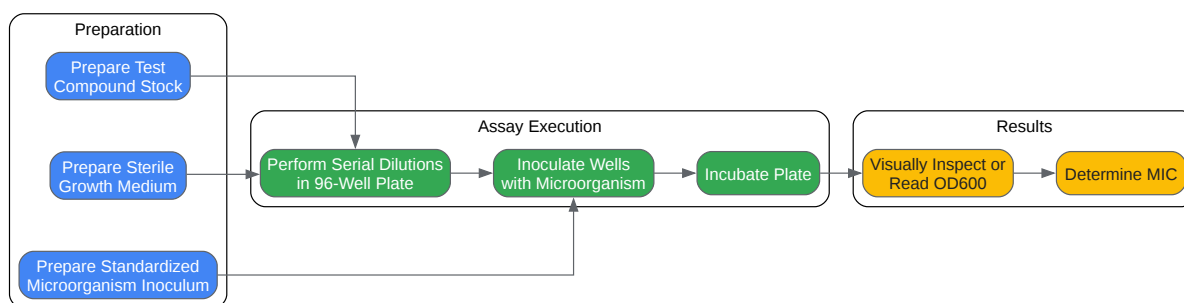 Preparation
Prepare Test
Compound Stock
Prepare Sterile
Growth Medium
Prepare Standardized
Microorganism Inoculum
Assay Execution
Perform Serial Dilutions
in 96-Well Plate
Inoculate Wells
with Microorganism
Incubate Plate
Results
Visually Inspect or
Read OD600
Determine MIC